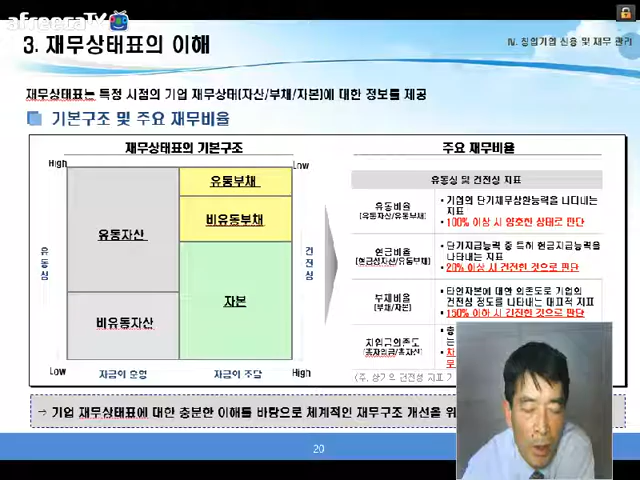 afreecaTV
3. 재무상태표의 이해
Ⅳ. 창업기업 신용 및 재무 관리
재무상태표는 특정 시점의 기업 재무상태(자산/부채/자본)에 대한 정보를 제공
기본구조 및 주요 재무비율
재무상태표의 기본구조
High
Low
유동부채
비유동부채
유동자산
자본
비유동자산
유동성
건전성
Low
자금의 운용
자금의 조달
High
주요 재무비율
유동성 및 건전성 지표
유동비율
(유동자산/유동부채)
• 기업의 단기채무상환능력을 나타내는
지표
• 100% 이상 시 양호한 상태로 판단
현금비율
(현금성자산/유동부채)
• 단기지급능력 중 특히 현금지급능력을
나타내는 지표
• 20% 이상 시 건전한 것으로 판단
부채비율
(부채/자본)
• 타인자본에 대한 의존도로 기업의
건전성 정도를 나타내는 대표적 지표
• 150% 이하 시 건전한 것으로 판단
차입금의존도
(총차입금/총자산)
(주. 상기의 건전성 지표 기
→ 기업 재무상태표에 대한 충분한 이해를 바탕으로 체계적인 재무구조 개선을 위
20